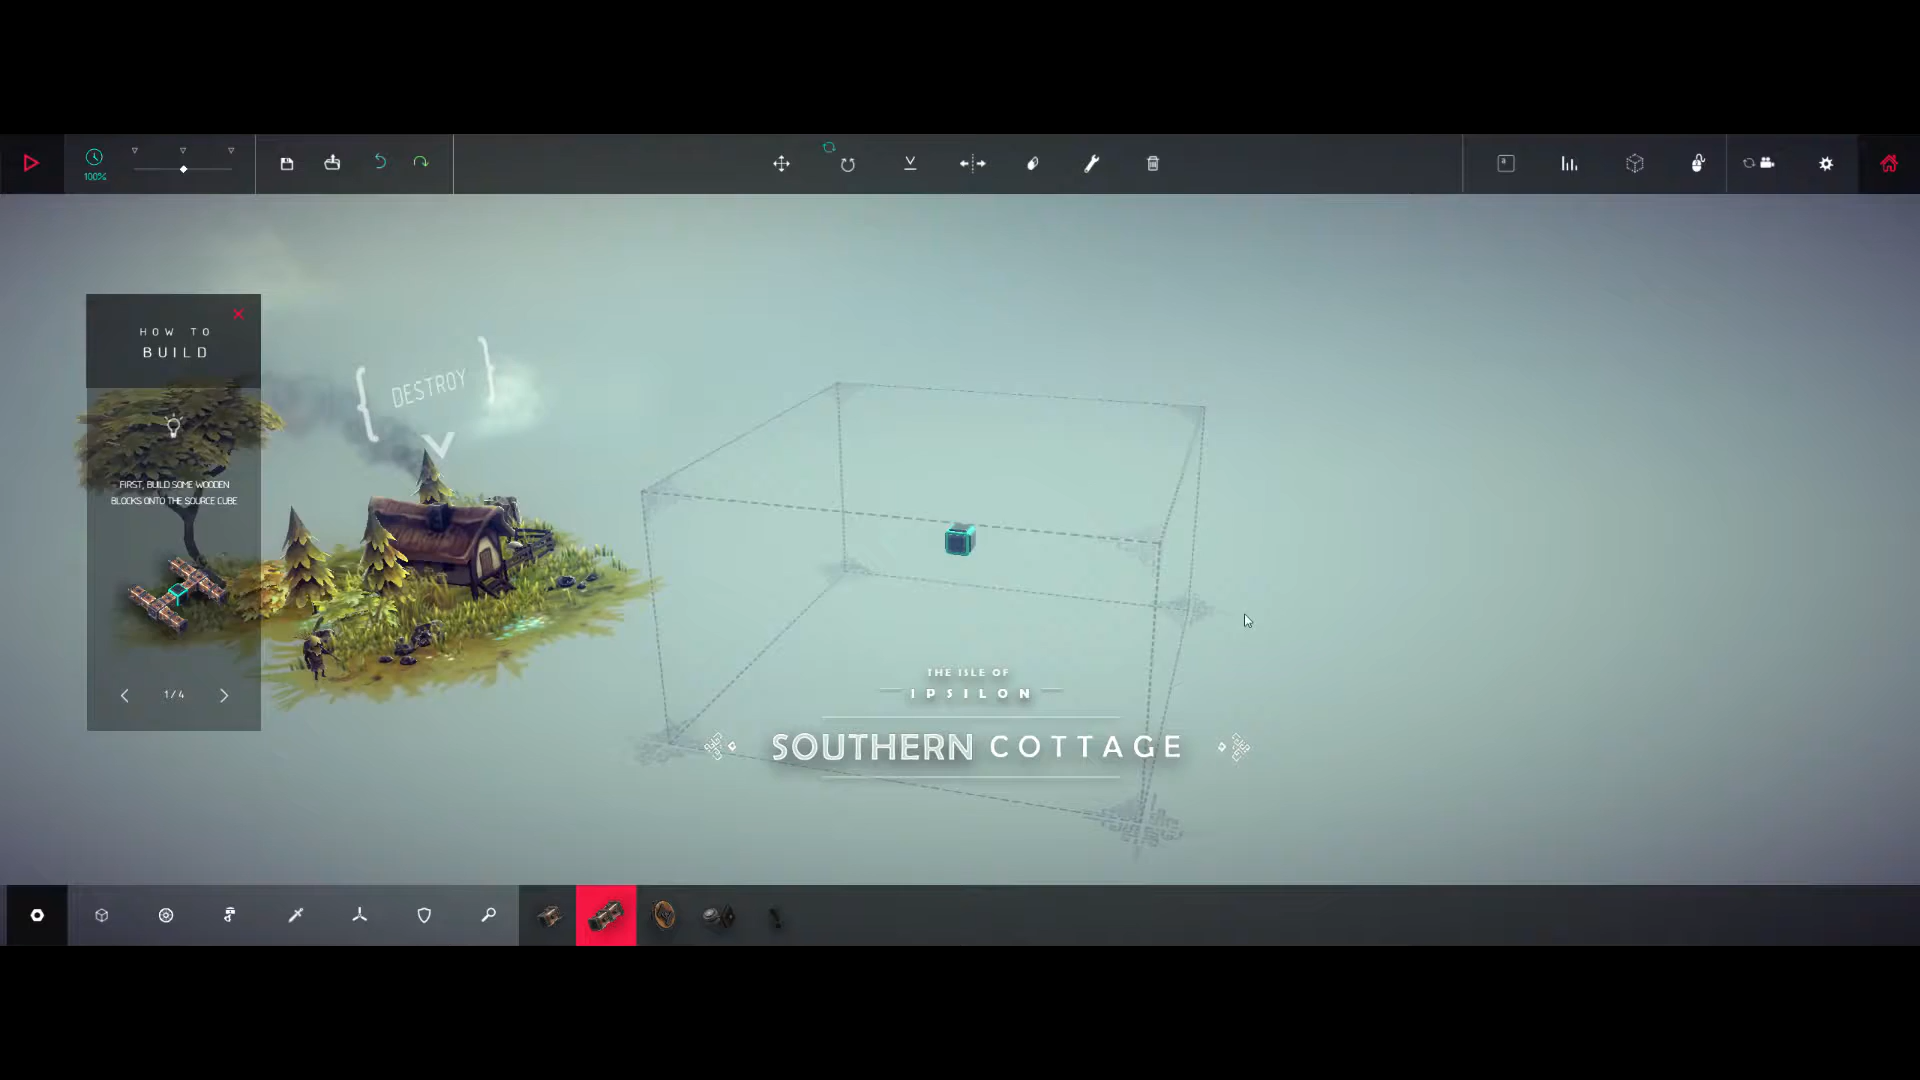 100%
HOW TO
BUILD
DESTROY
FIRST, BUILD SOME WOODEN
BLOCKS ONTO THE SOURCE CUBE
1/4
THE ISLE OF
IPSILON
SOUTHERN COTTAGE